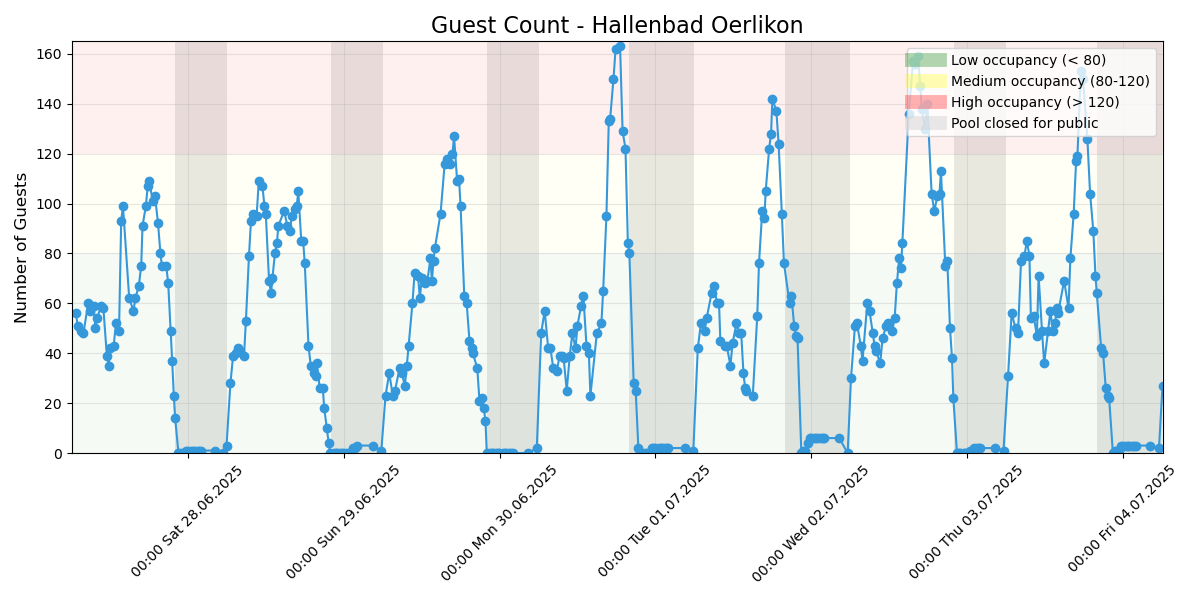 Guest Count - Hallenbad Oerlikon
Number of Guests
160
140
120
100
80
60
40
20
0
Low occupancy (< 80)
Medium occupancy (80-120)
High occupancy (> 120)
Pool closed for public
00:00 Sat 28.06.2025
00:00 Sun 29.06.2025
00:00 Mon 30.06.2025
00:00 Tue 01.07.2025
00:00 Wed 02.07.2025
00:00 Thu 03.07.2025
00:00 Fri 04.07.2025